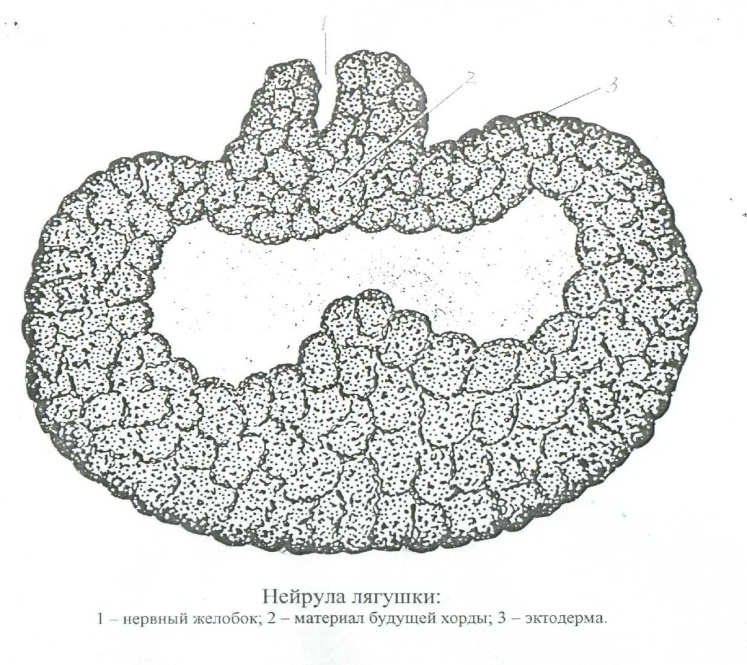 1
2
3
Нейрула лягушки:
1 – нервный желобок; 2 – материал будущей хорды; 3 – эктодерма.